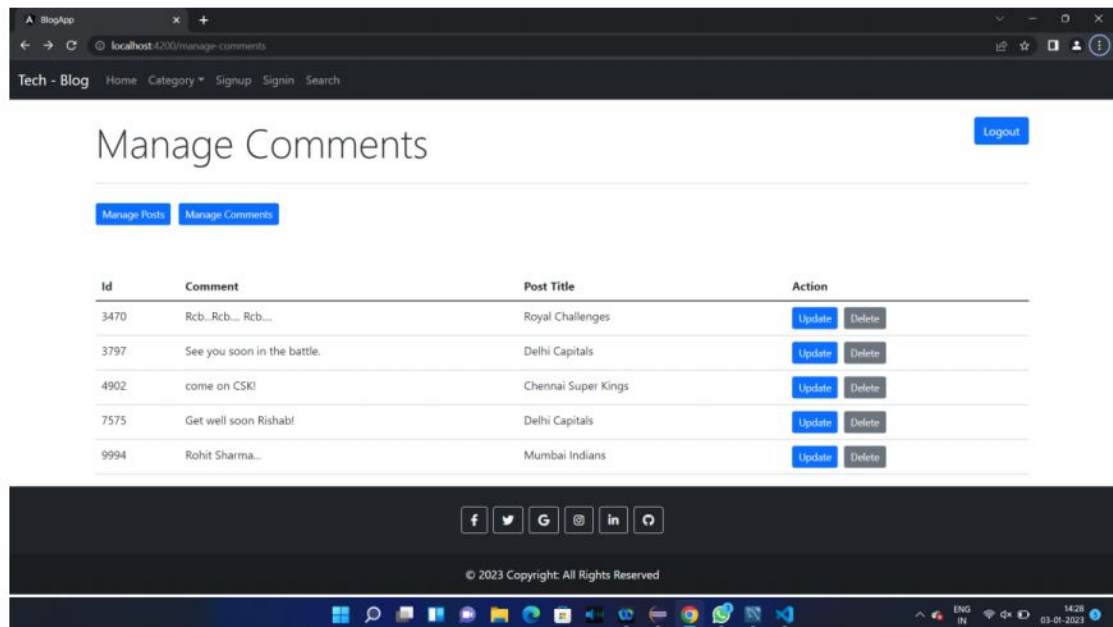 BlogApp
localhost:4200/manage-comments
Tech - Blog Home Category Signup Signin Search
Manage Comments
Logout
Manage Posts Manage Comments
Id Comment Post Title Action
3470 Rcb...Rcb.... Rcb.... Royal Challenges Update Delete
3797 See you soon in the battle. Delhi Capitals Update Delete
4902 come on CSK! Chennai Super Kings Update Delete
7575 Get well soon Rishab! Delhi Capitals Update Delete
9994 Rohit Sharma... Mumbai Indians Update Delete
© 2023 Copyright: All Rights Reserved
ENG 14:28
IN 03-01-2023